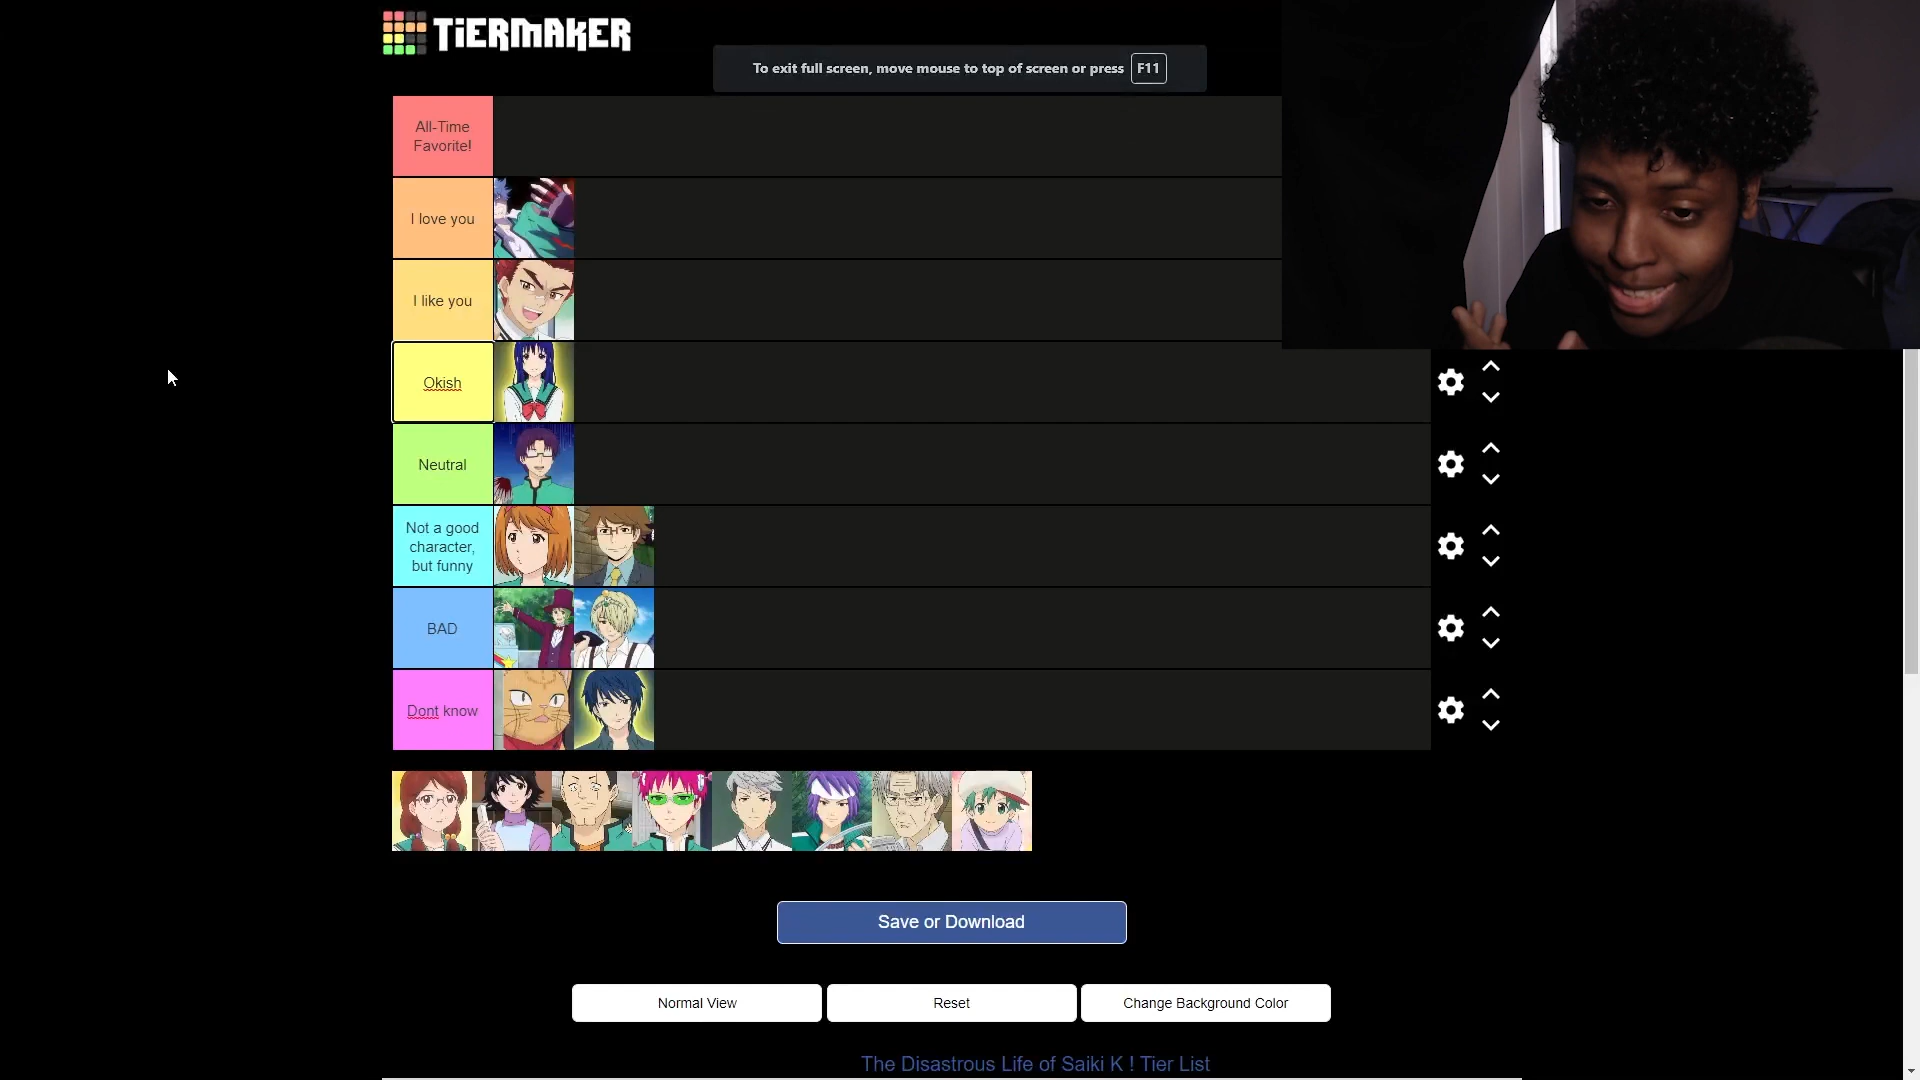 TiERMAKER
To exit full screen, move mouse to top of screen or press F11
All-Time
Favorite!
I love you
I like you
Okish
Neutral
Not a good
character,
but funny
BAD
Dont know
Save or Download
Normal View
Reset
Change Background Color
The Disastrous Life of Saiki K ! Tier List